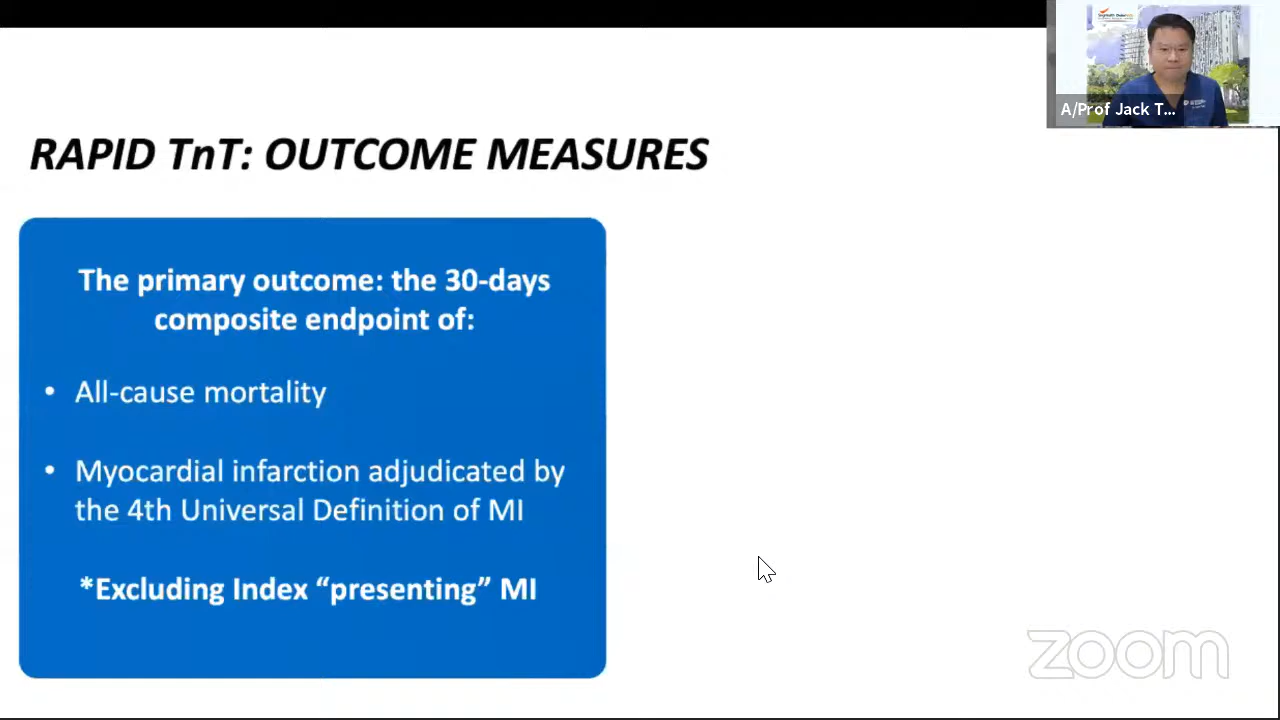 A/Prof Jack T...
RAPID TnT: OUTCOME MEASURES
The primary outcome: the 30-days
composite endpoint of:
• All-cause mortality
• Myocardial infarction adjudicated by
the 4th Universal Definition of MI
*Excluding Index “presenting” MI
zoom